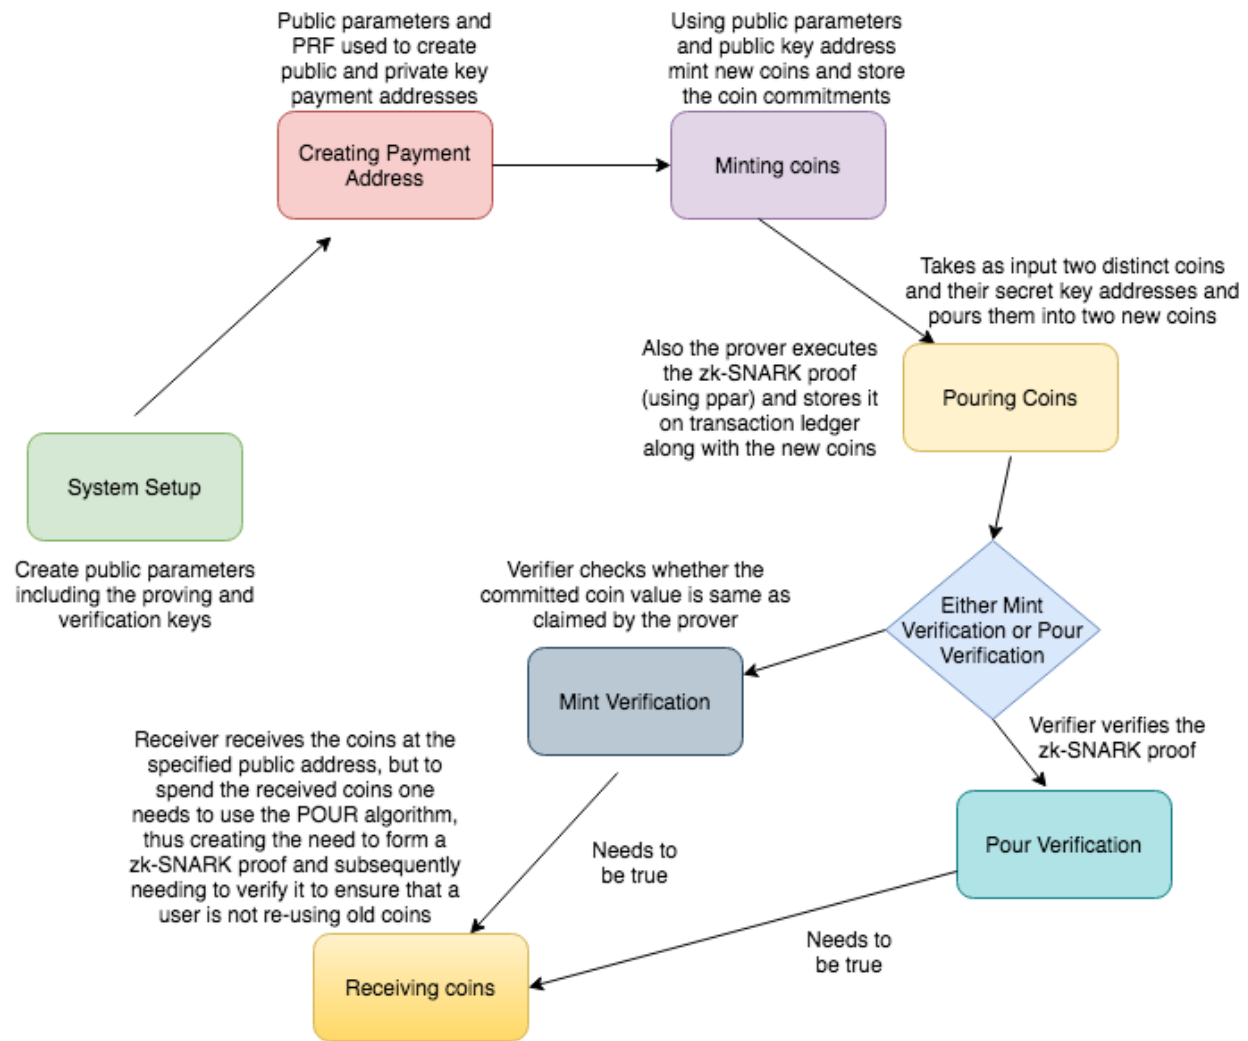 Public parameters and
PRF used to create
public and private key
payment addresses
Creating Payment
Address
Using public parameters
and public key address
mint new coins and store
the coin commitments
Minting coins
Takes as input two distinct coins
and their secret key addresses and
pours them into two new coins
Also the prover executes
the zk-SNARK proof
(using ppar) and stores it
on transaction ledger
along with the new coins
Pouring Coins
System Setup
Create public parameters
including the proving and
verification keys
Verifier checks whether the
committed coin value is same as
claimed by the prover
Either Mint
Verification or Pour
Verification
Mint Verification
Verifier verifies the
zk-SNARK proof
Receiver receives the coins at the
specified public address, but to
spend the received coins one
needs to use the POUR algorithm,
thus creating the need to form a
zk-SNARK proof and subsequently
needing to verify it to ensure that a
user is not re-using old coins
Needs to
be true
Pour Verification
Needs to
be true
Receiving coins